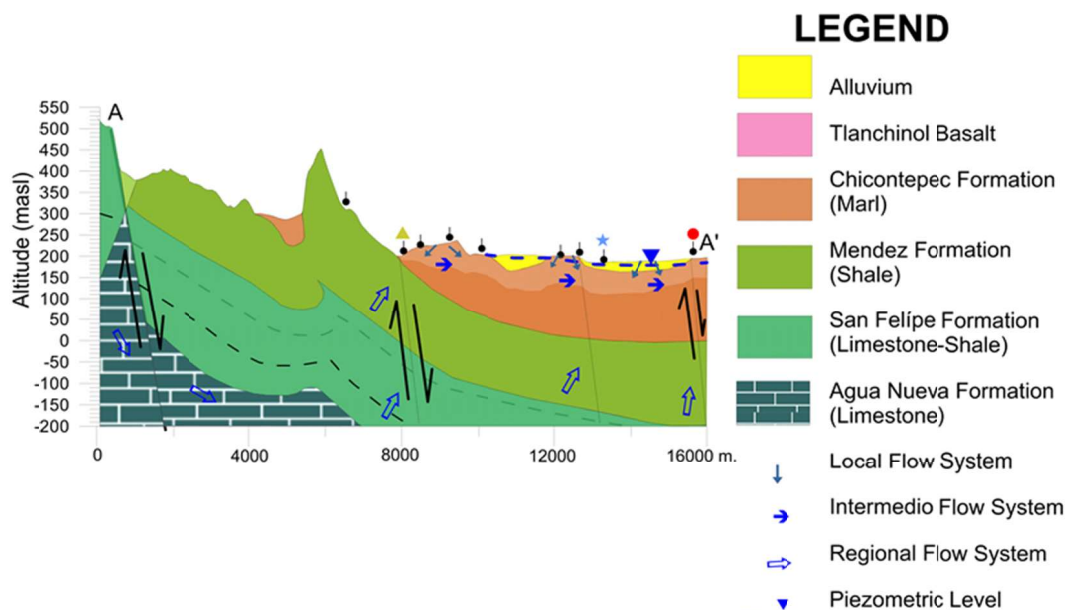 LEGEND
Alluvium
Tlanchinol Basalt
Chicontepec Formation
(Marl)
Mendez Formation
(Shale)
San Felípe Formation
(Limestone-Shale)
Agua Nueva Formation
(Limestone)
Local Flow System
Intermedio Flow System
Regional Flow System
Piezometric Level
Altitude (masl)
550
500
450
400
350
300
250
200
150
100
50
0
-50
-100
-150
-200
A
A'
0
4000
8000
12000
16000 m.